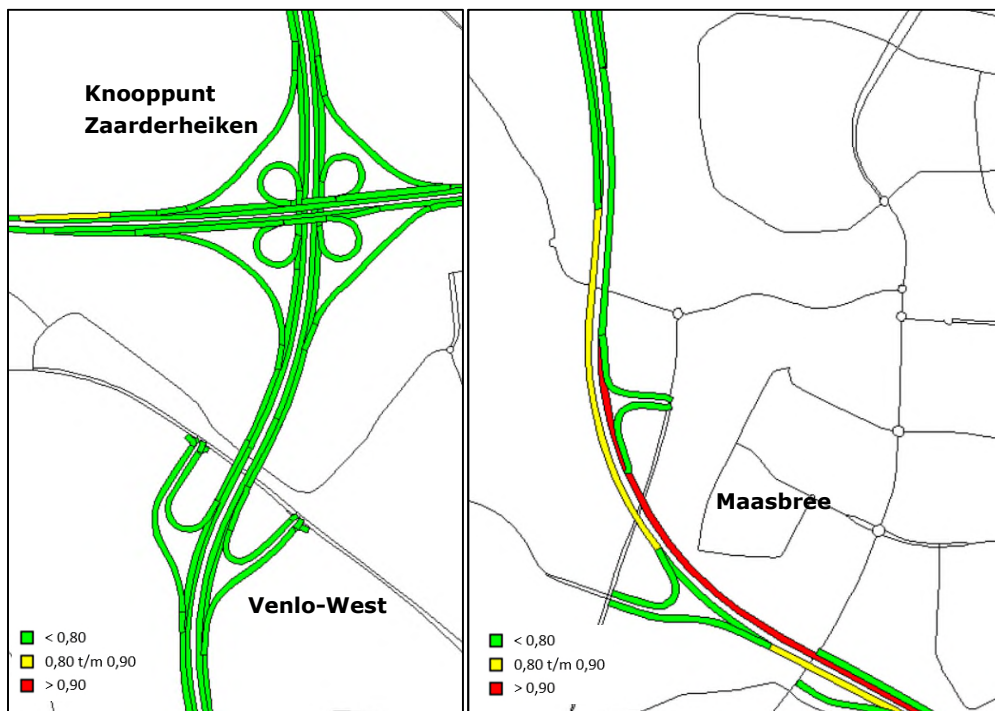 Knooppunt
Zaarderheiken
Venlo-West
< 0,80
0,80 t/m 0,90
> 0,90
Maasbree
< 0,80
0,80 t/m 0,90
> 0,90